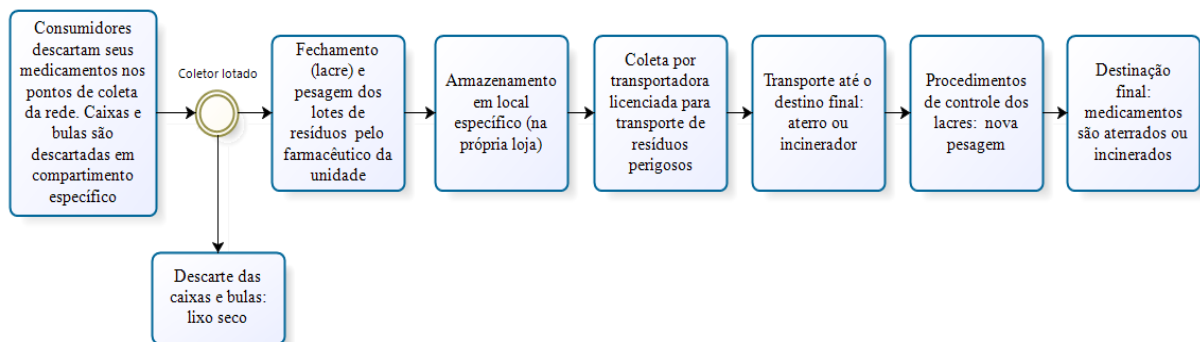 Consumidores
descartam seus
medicamentos nos
pontos de coleta
da rede. Caixas e
bulas são
descartadas em
compartimento
específico
Coletor lotado
Fechamento
(lacre) e
pesagem dos
lotes de
resíduos pelo
farmacêutico da
unidade
Armazenamento
em local
específico (na
própria loja)
Coleta por
transportadora
licenciada para
transporte de
resíduos
perigosos
Transporte até o
destino final:
aterro ou
incinerador
Procedimentos
de controle dos
lacres: nova
pesagem
Destinação
final:
medicamentos
são aterrados ou
incinerados
Descarte das
caixas e bulas:
lixo seco